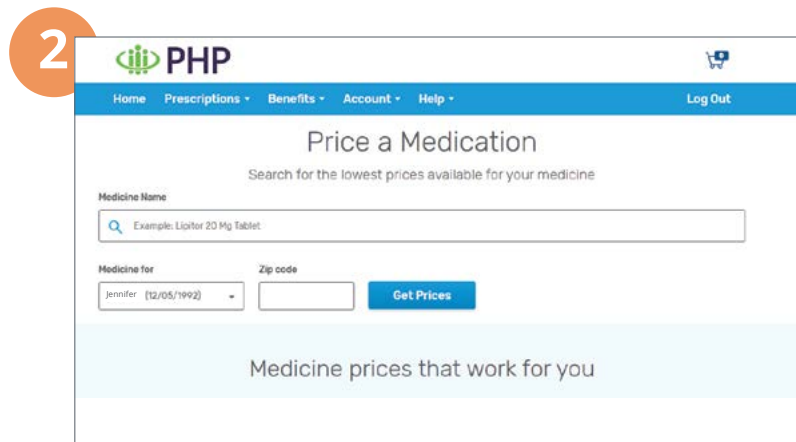 2
PHP
0
Home Prescriptions Benefits Account Help Log Out
Price a Medication
Search for the lowest prices available for your medicine
Medicine Name
Example: Lipitor 20 Mg Tablet
Medicine for Zip code
Jennifer (12/05/1992) Get Prices
Medicine prices that work for you